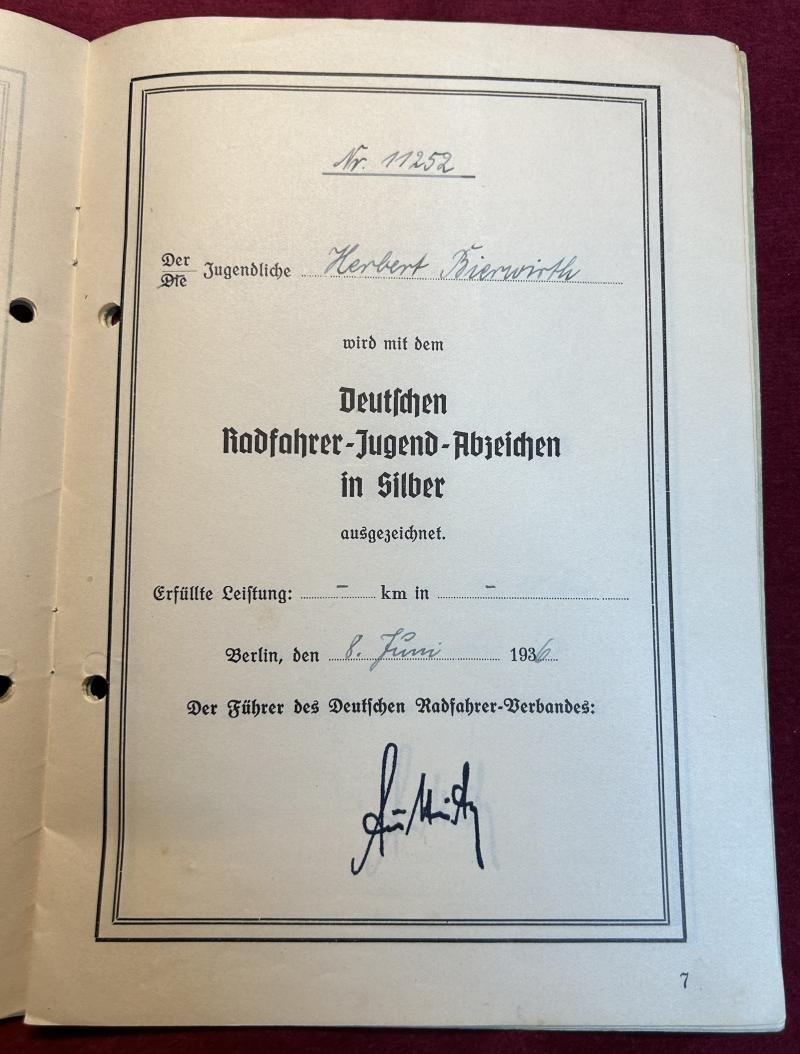 Nr. 11252
Der
Die Jugendliche Herbert Bierwirth
wird mit dem
Deutschen
Radfahrer-Jugend-Abzeichen
in Silber
ausgezeichnet.
Erfüllte Leistung: – km in –
Berlin, den 8. Juni 1936
Der Führer des Deutschen Radfahrer-Verbandes:
7